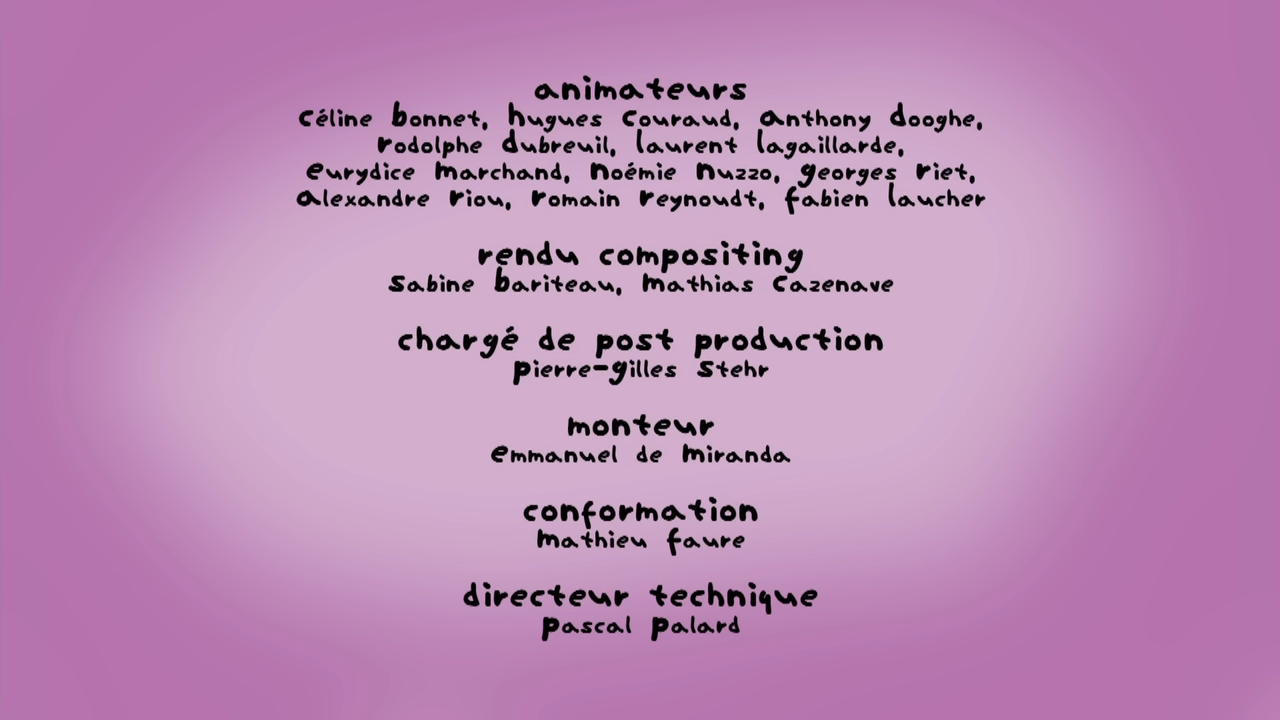 animateurs
céline bonnet, hugues couraud, anthony dooghe,
rodolphe dubreuil, laurent lagaillarde,
eurydice marchand, noémie nuzzo, georges riet,
alexandre riou, romain reynoudt, fabien laucher
rendu compositing
sabine bariteau, mathias cazenave
chargé de post production
pierre-gilles stehr
monteur
emmanuel de miranda
conformation
mathieu faure
directeur technique
pascal palard